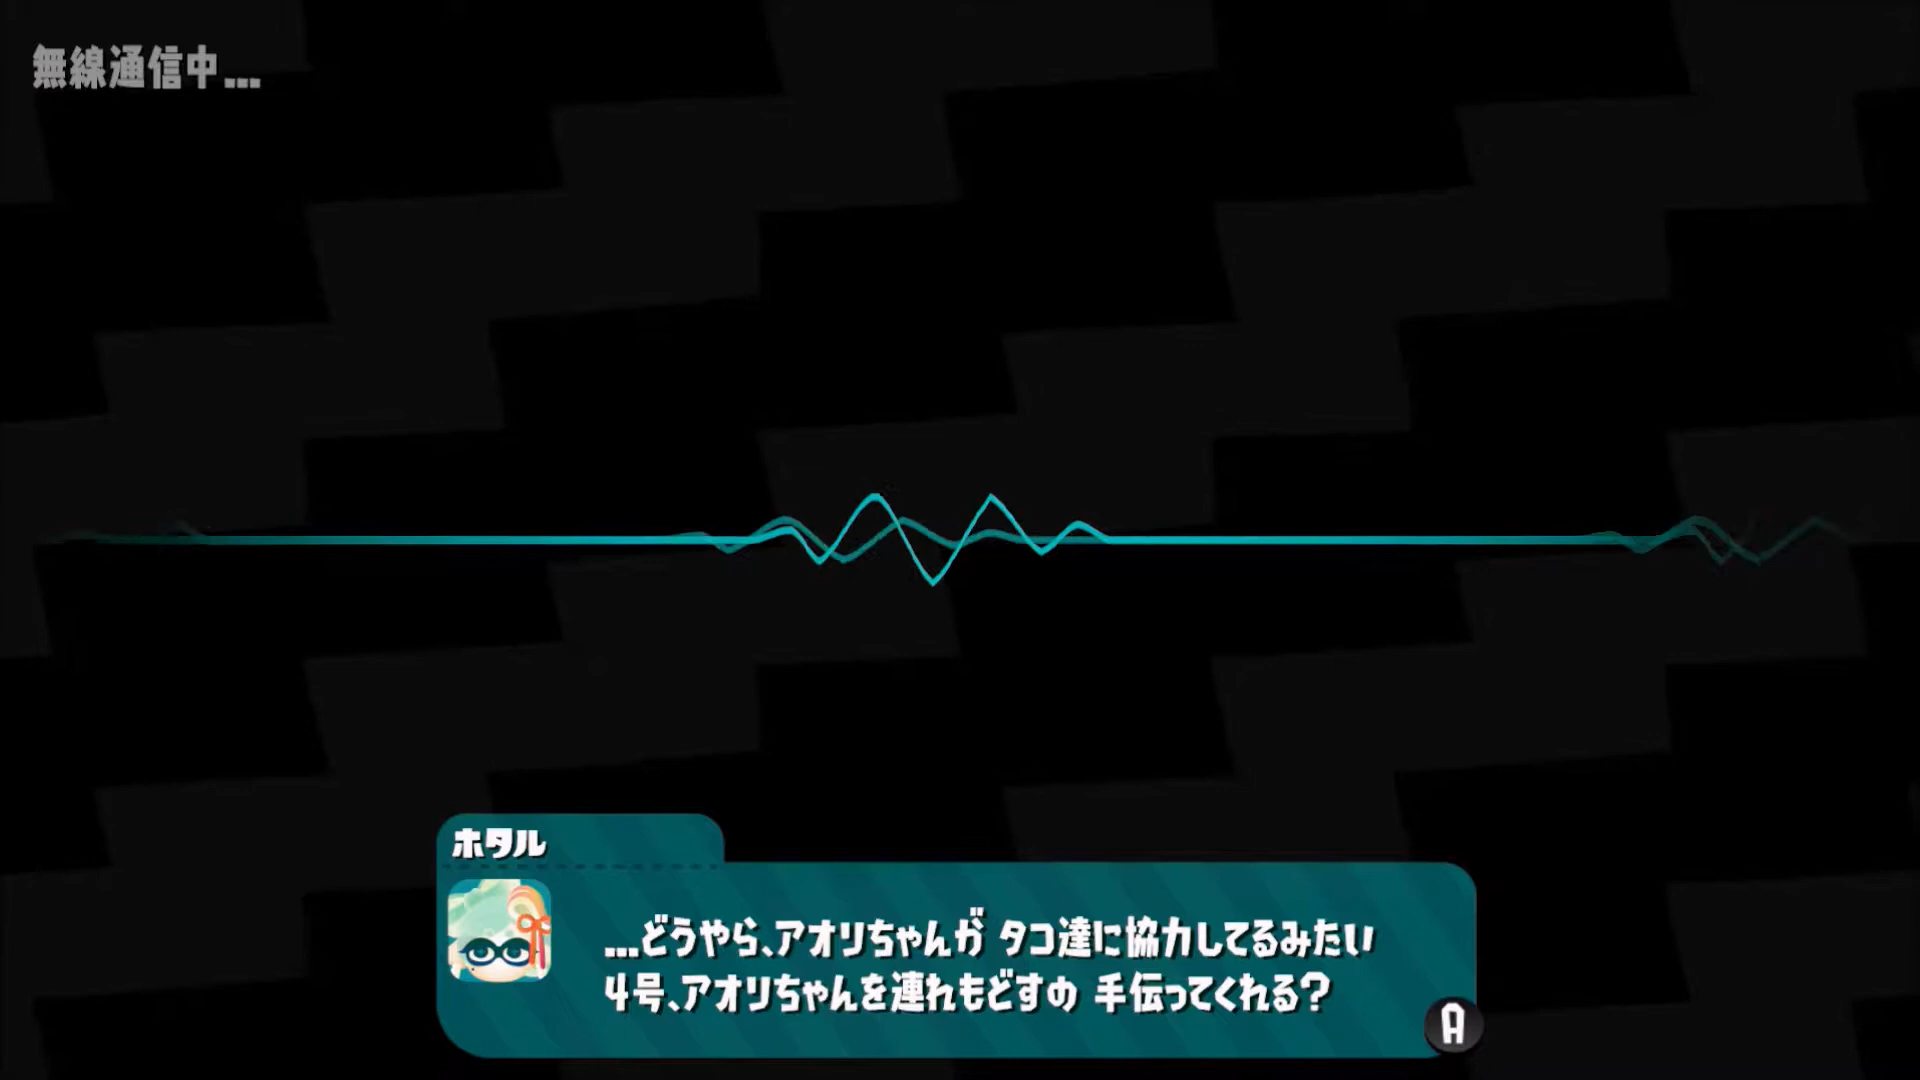 無線通信中...
ホタル
...どうやら、アオリちゃんが タコ達に協力してるみたい
4号、アオリちゃんを連れもどすの 手伝ってくれる?
A